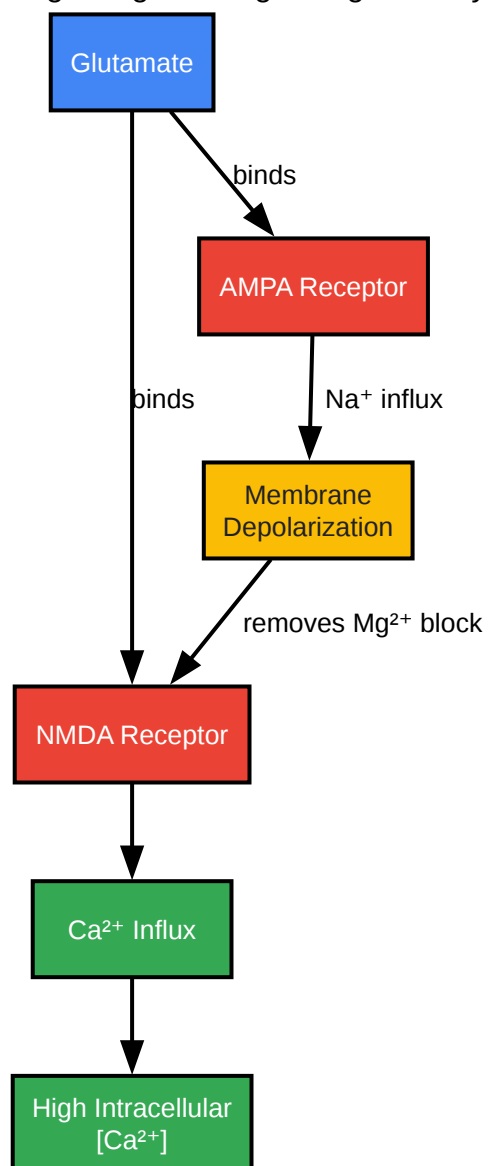 Glutamate
binds
AMPA Receptor
binds
Na⁺ influx
Membrane
Depolarization
removes Mg²⁺ block
NMDA Receptor
Ca²⁺ Influx
High Intracellular
[Ca²⁺]